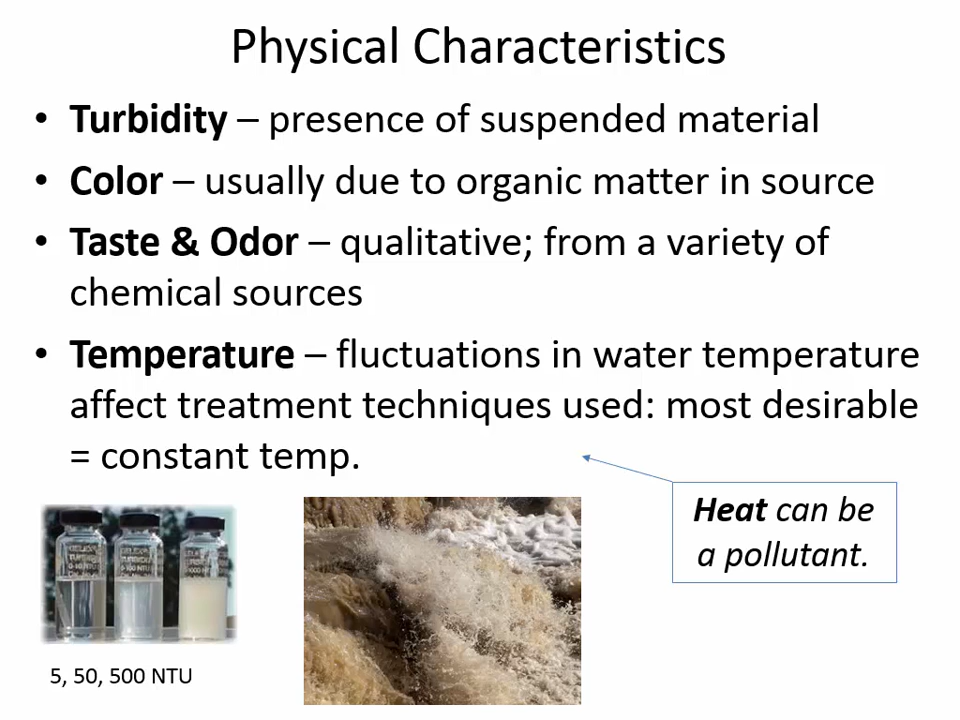 Physical Characteristics
• Turbidity – presence of suspended material
• Color – usually due to organic matter in source
• Taste & Odor – qualitative; from a variety of
chemical sources
• Temperature – fluctuations in water temperature
affect treatment techniques used: most desirable
= constant temp.
Heat can be
a pollutant.
5, 50, 500 NTU